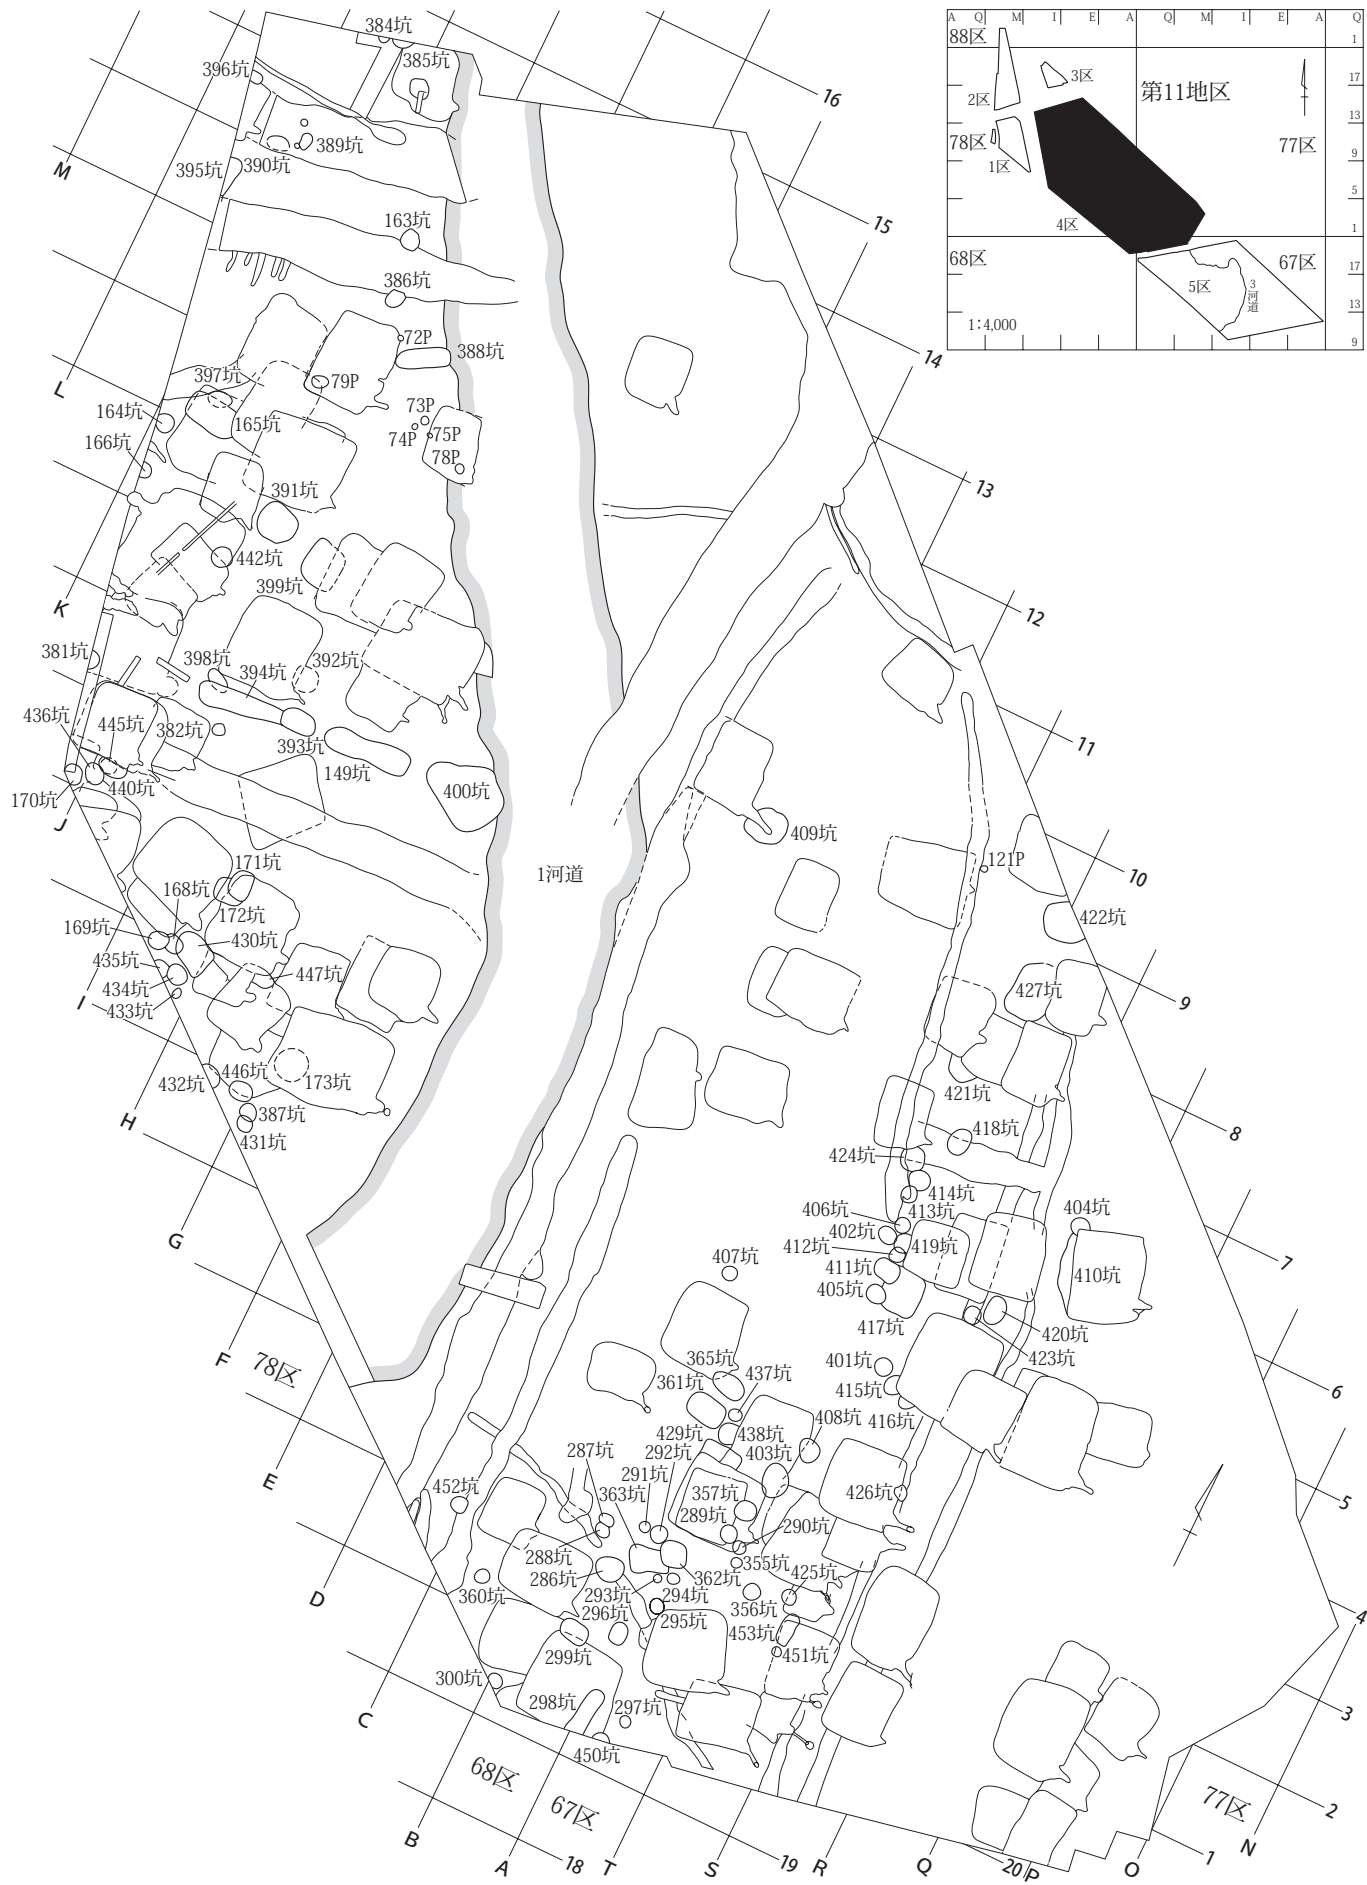 384坑
385坑
396坑
389坑
390坑
395坑
163坑
386坑
72P
388坑
397坑
79P
164坑
165坑
73P
74P
75P
78P
166坑
391坑
442坑
399坑
381坑
398坑
394坑
392坑
436坑
445坑
382坑
393坑
149坑
440坑
170坑
400坑
1河道
171坑
168坑
172坑
169坑
430坑
435坑
447坑
434坑
433坑
446坑
432坑
173坑
387坑
431坑
409坑
121P
422坑
427坑
421坑
418坑
424坑
414坑
406坑
413坑
404坑
402坑
412坑
419坑
411坑
410坑
405坑
407坑
417坑
420坑
423坑
401坑
415坑
416坑
365坑
437坑
361坑
408坑
429坑
438坑
292坑
403坑
287坑
291坑
363坑
357坑
426坑
452坑
289坑
290坑
288坑
355坑
286坑
362坑
425坑
360坑
293坑
294坑
356坑
296坑
295坑
453坑
451坑
299坑
300坑
298坑
297坑
450坑
M
L
K
J
I
H
G
F
E
D
C
B
A
T
S
R
Q
P
O
N
16
15
14
13
12
11
10
9
8
7
6
5
4
3
2
1
20
19
18
78区
68区
67区
77区
A Q M I E A Q M I E A Q
88区
3区
第11地区
2区
78区
1区
77区
4区
68区
67区
5区
3河道
1:4,000
1
17
13
9
5
1
17
13
9